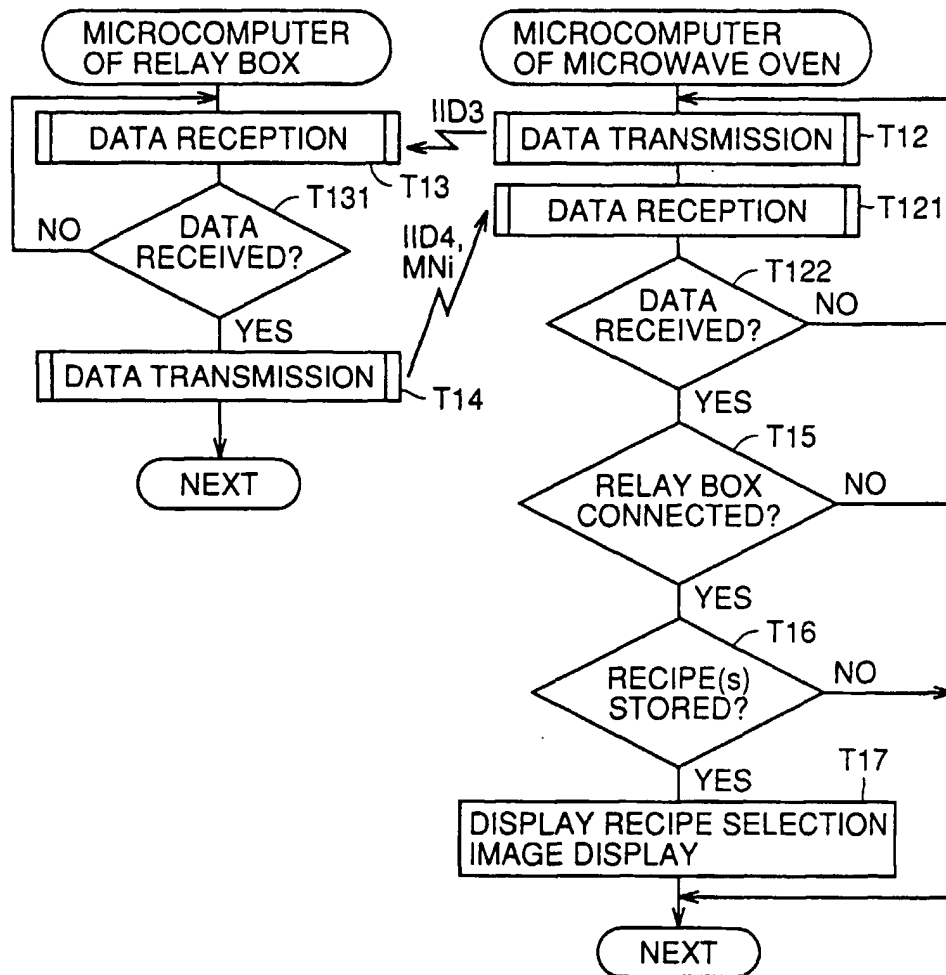 MICROCOMPUTER
OF RELAY BOX
DATA RECEPTION
T13
T131
DATA
RECEIVED?
NO
YES
DATA TRANSMISSION
T14
NEXT
IID3
IID4,
MNi
MICROCOMPUTER
OF MICROWAVE OVEN
DATA TRANSMISSION
T12
DATA RECEPTION
T121
T122
DATA
RECEIVED?
NO
YES
T15
RELAY BOX
CONNECTED?
NO
YES
T16
RECIPE(s)
STORED?
NO
YES
T17
DISPLAY RECIPE SELECTION
IMAGE DISPLAY
NEXT